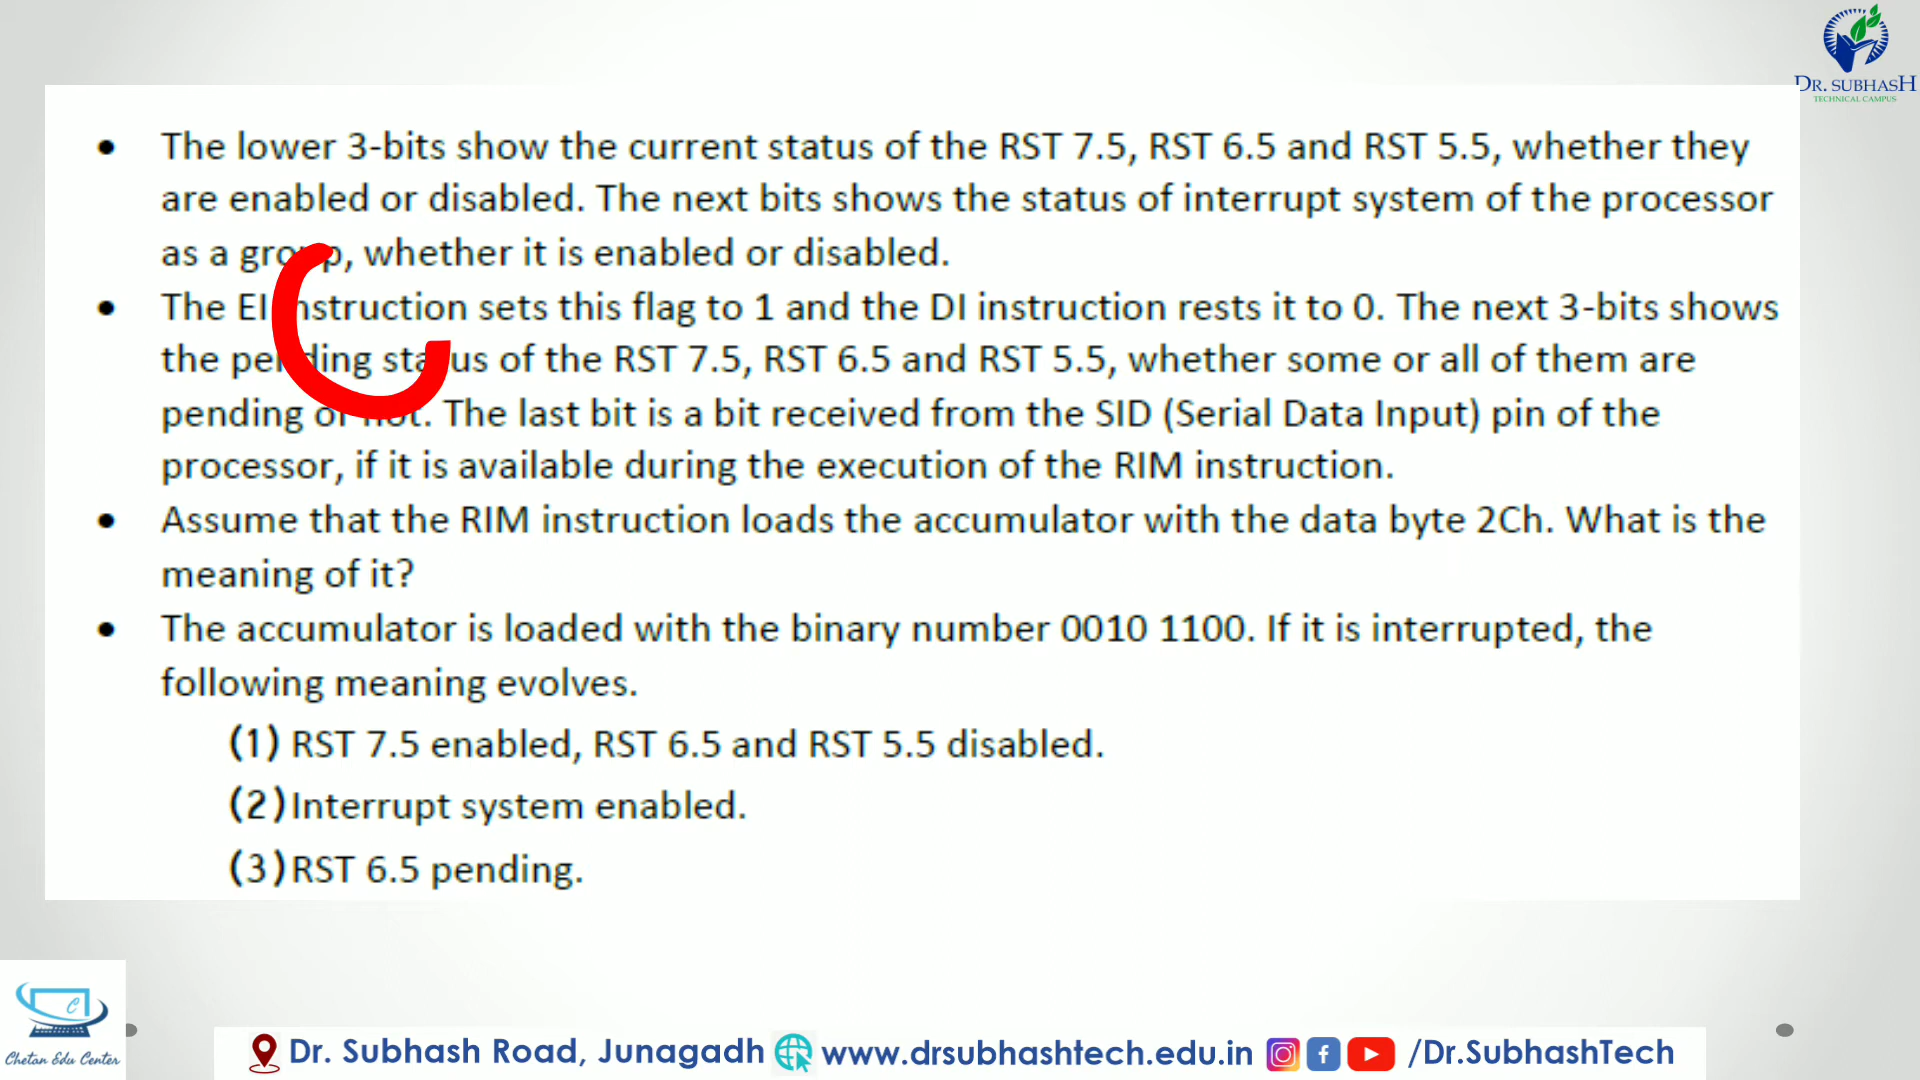 DR. SUBHASH
TECHNICAL CAMPUS
• The lower 3-bits show the current status of the RST 7.5, RST 6.5 and RST 5.5, whether they
are enabled or disabled. The next bits shows the status of interrupt system of the processor
as a group, whether it is enabled or disabled.
• The EI instruction sets this flag to 1 and the DI instruction rests it to 0. The next 3-bits shows
the pending status of the RST 7.5, RST 6.5 and RST 5.5, whether some or all of them are
pending or not. The last bit is a bit received from the SID (Serial Data Input) pin of the
processor, if it is available during the execution of the RIM instruction.
• Assume that the RIM instruction loads the accumulator with the data byte 2Ch. What is the
meaning of it?
• The accumulator is loaded with the binary number 0010 1100. If it is interrupted, the
following meaning evolves.
(1) RST 7.5 enabled, RST 6.5 and RST 5.5 disabled.
(2) Interrupt system enabled.
(3) RST 6.5 pending.
C
Chetan Edu Center
Dr. Subhash Road, Junagadh www.drsubhashtech.edu.in /Dr.SubhashTech